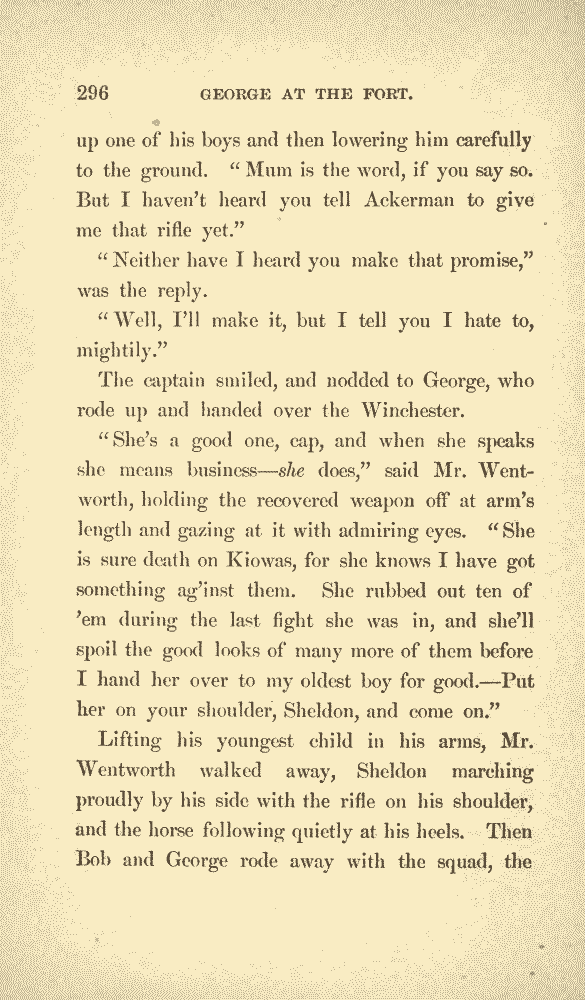 296 GEORGE AT THE FORT.
up one of his boys and then lowering him carefully
to the ground. “Mum is the word, if you say so.
But I haven’t heard you tell Ackerman to give
me that rifle yet.”
“Neither have I heard you make that promise,”
was the reply.
“Well, I’ll make it, but I tell you I hate to,
mightily.”
The captain smiled, and nodded to George, who
rode up and handed over the Winchester.
“She’s a good one, cap, and when she speaks
she means business—she does,” said Mr. Went-
worth, holding the recovered weapon off at arm’s
length and gazing at it with admiring eyes. “She
is sure death on Kiowas, for she knows I have got
something ag’inst them. She rubbed out ten of
’em during the last fight she was in, and she’ll
spoil the good looks of many more of them before
I hand her over to my oldest boy for good.—Put
her on your shoulder, Sheldon, and come on.”
Lifting his youngest child in his arms, Mr.
Wentworth walked away, Sheldon marching
proudly by his side with the rifle on his shoulder,
and the horse following quietly at his heels. Then
Bob and George rode away with the squad, the